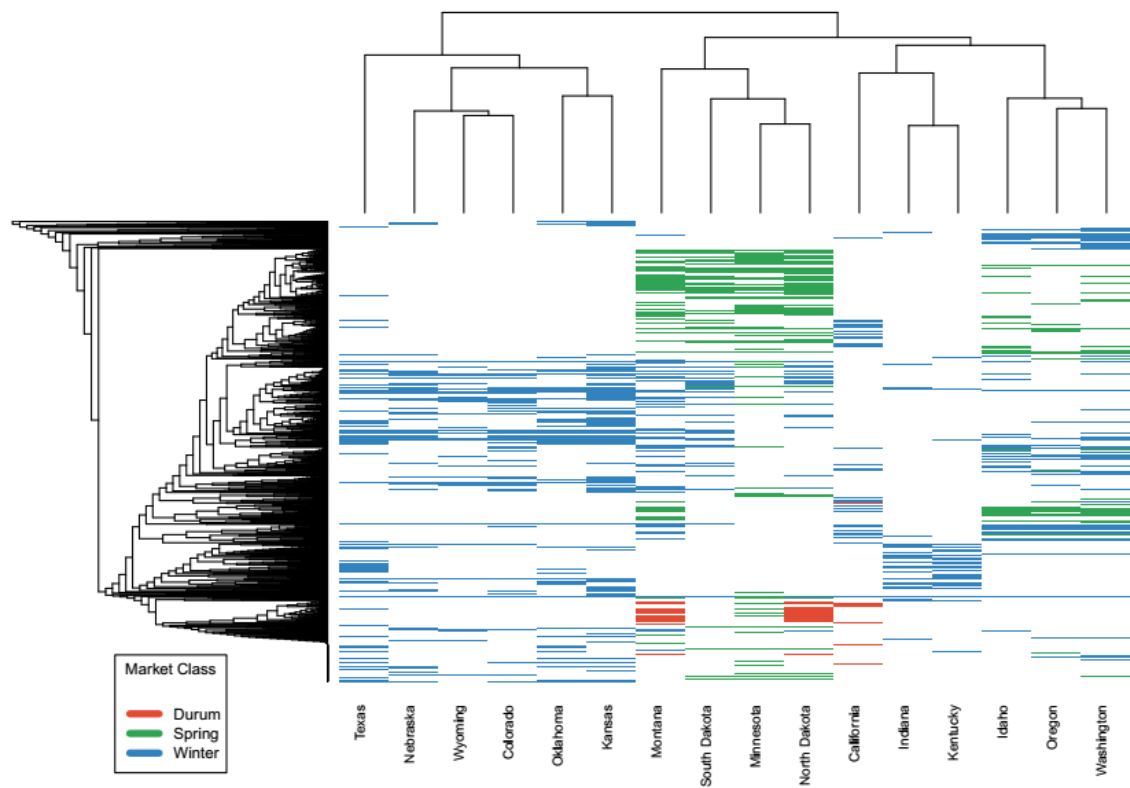 Market Class
Durum
Spring
Winter
Texas
Nebraska
Wyoming
Colorado
Oklahoma
Kansas
Montana
South Dakota
Minnesota
North Dakota
California
Indiana
Kentucky
Idaho
Oregon
Washington